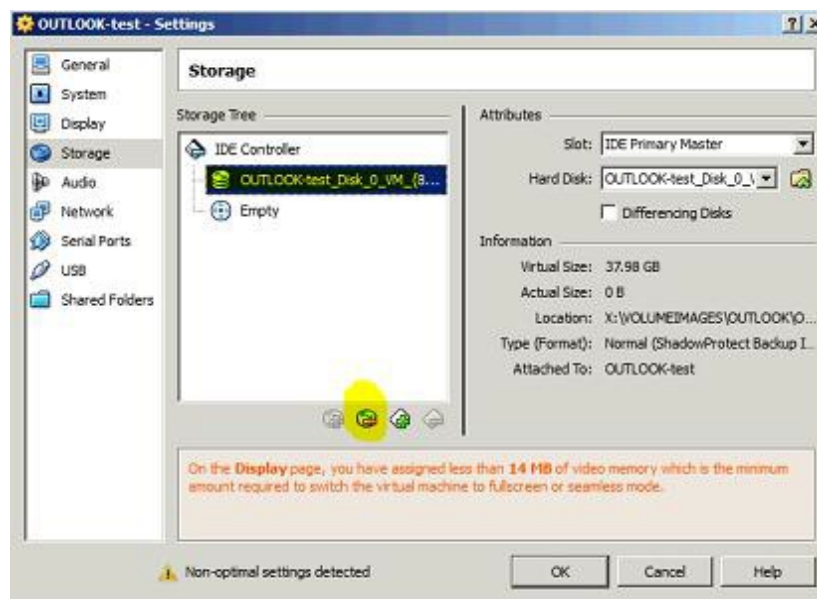 OUTLOOK-test - Settings
General
System
Display
Storage
Audio
Network
Serial Ports
USB
Shared Folders
Storage
Storage Tree
IDE Controller
OUTLOOK-test_Disk_0_VM_{8...
Empty
Attributes
Slot: IDE Primary Master
Hard Disk: OUTLOOK-test_Disk_0_\
Differencing Disks
Information
Virtual Size: 37.98 GB
Actual Size: 0 B
Location: X:\VOLUMEIMAGES\OUTLOOK\O...
Type (Format): Normal (ShadowProtect Backup I...
Attached To: OUTLOOK-test
On the Display page, you have assigned less than 14 MB of video memory which is the minimum
amount required to switch the virtual machine to fullscreen or seamless mode.
Non-optimal settings detected
OK
Cancel
Help